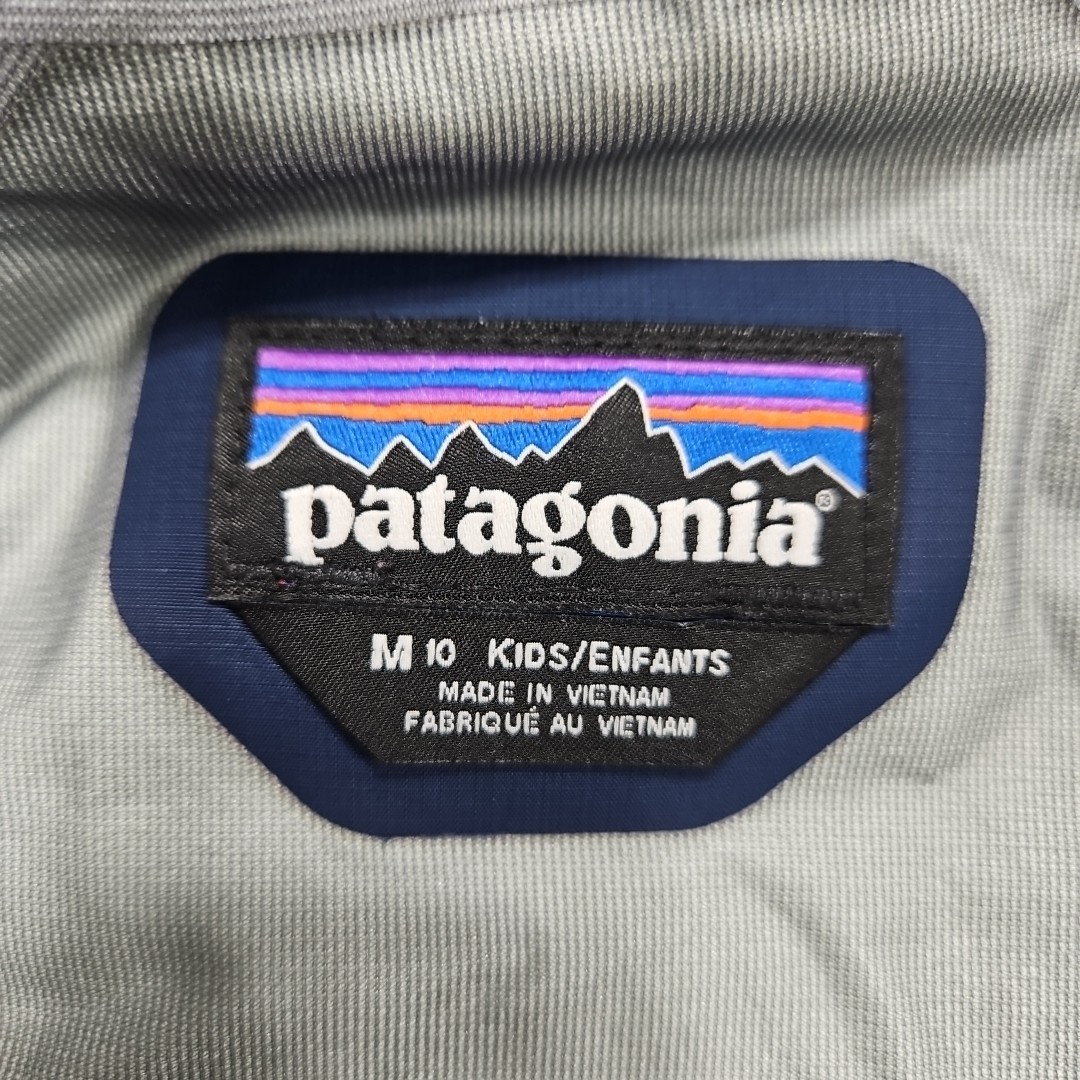 patagonia®
M 10 KIDS/ENFANTS
MADE IN VIETNAM
FABRIQUÉ AU VIETNAM